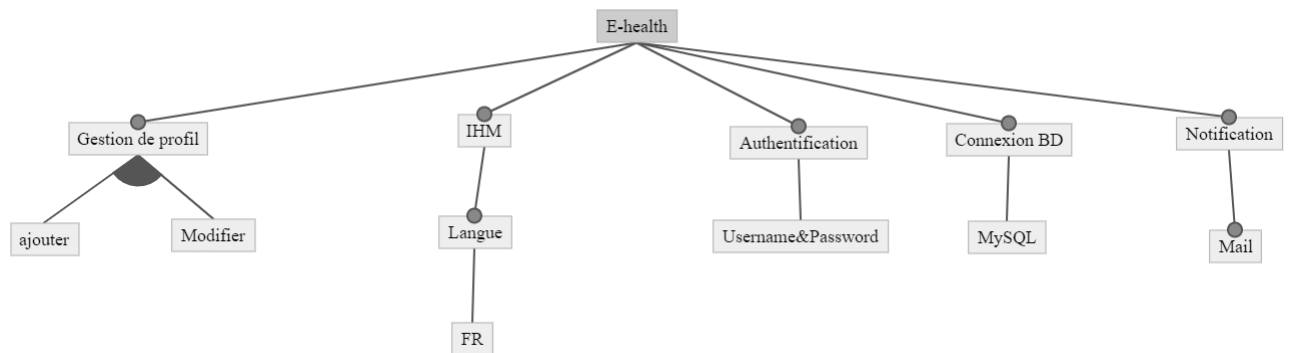 E-health
Gestion de profil
IHM
Authentification
Connexion BD
Notification
ajouter
Modifier
Langue
Username&Password
MySQL
Mail
FR